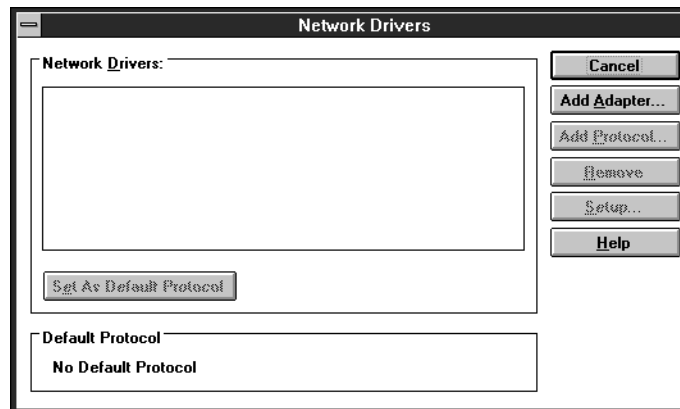 Network Drivers
Network Drivers:
Cancel
Add Adapter...
Add Protocol...
Remove
Setup...
Help
Set As Default Protocol
Default Protocol
No Default Protocol